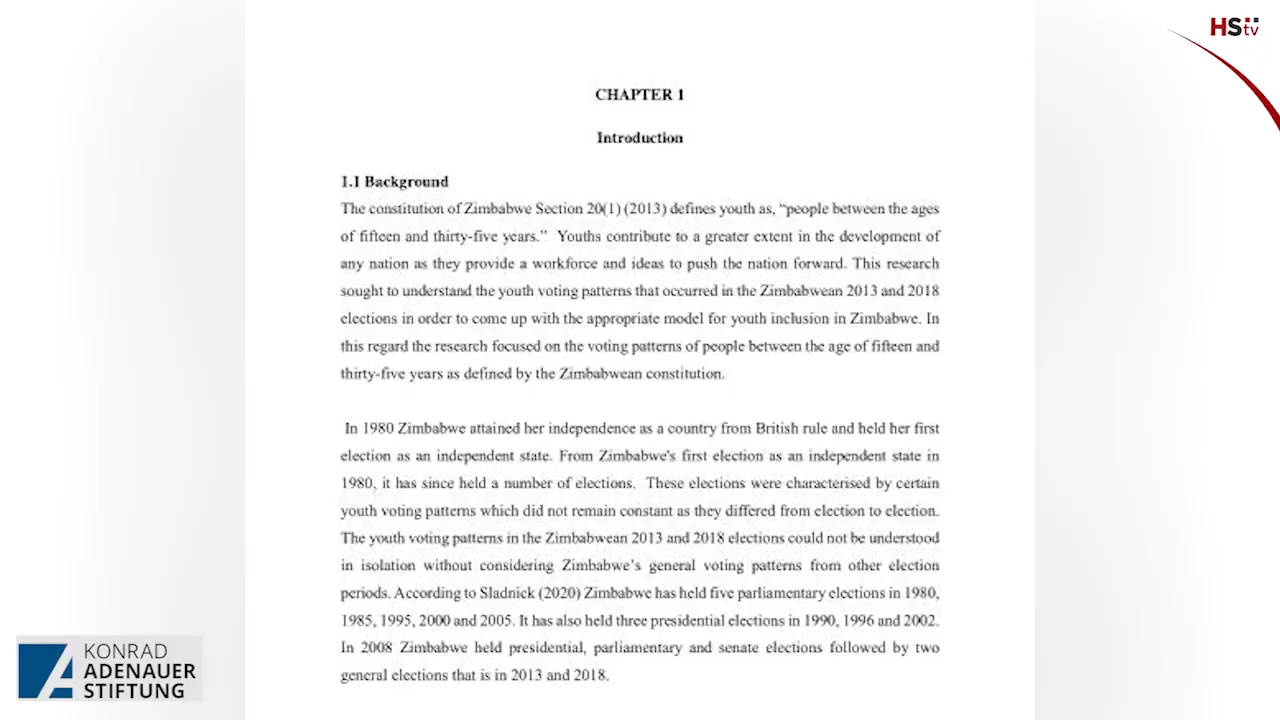 HStv
CHAPTER 1
Introduction
1.1 Background
The constitution of Zimbabwe Section 20(1) (2013) defines youth as, “people between the ages
of fifteen and thirty-five years.” Youths contribute to a greater extent in the development of
any nation as they provide a workforce and ideas to push the nation forward. This research
sought to understand the youth voting patterns that occurred in the Zimbabwean 2013 and 2018
elections in order to come up with the appropriate model for youth inclusion in Zimbabwe. In
this regard the research focused on the voting patterns of people between the age of fifteen and
thirty-five years as defined by the Zimbabwean constitution.
In 1980 Zimbabwe attained her independence as a country from British rule and held her first
election as an independent state. From Zimbabwe's first election as an independent state in
1980, it has since held a number of elections. These elections were characterised by certain
youth voting patterns which did not remain constant as they differed from election to election.
The youth voting patterns in the Zimbabwean 2013 and 2018 elections could not be understood
in isolation without considering Zimbabwe’s general voting patterns from other election
periods. According to Sladnick (2020) Zimbabwe has held five parliamentary elections in 1980,
1985, 1995, 2000 and 2005. It has also held three presidential elections in 1990, 1996 and 2002.
In 2008 Zimbabwe held presidential, parliamentary and senate elections followed by two
general elections that is in 2013 and 2018.
KONRAD
ADENAUER
STIFTUNG